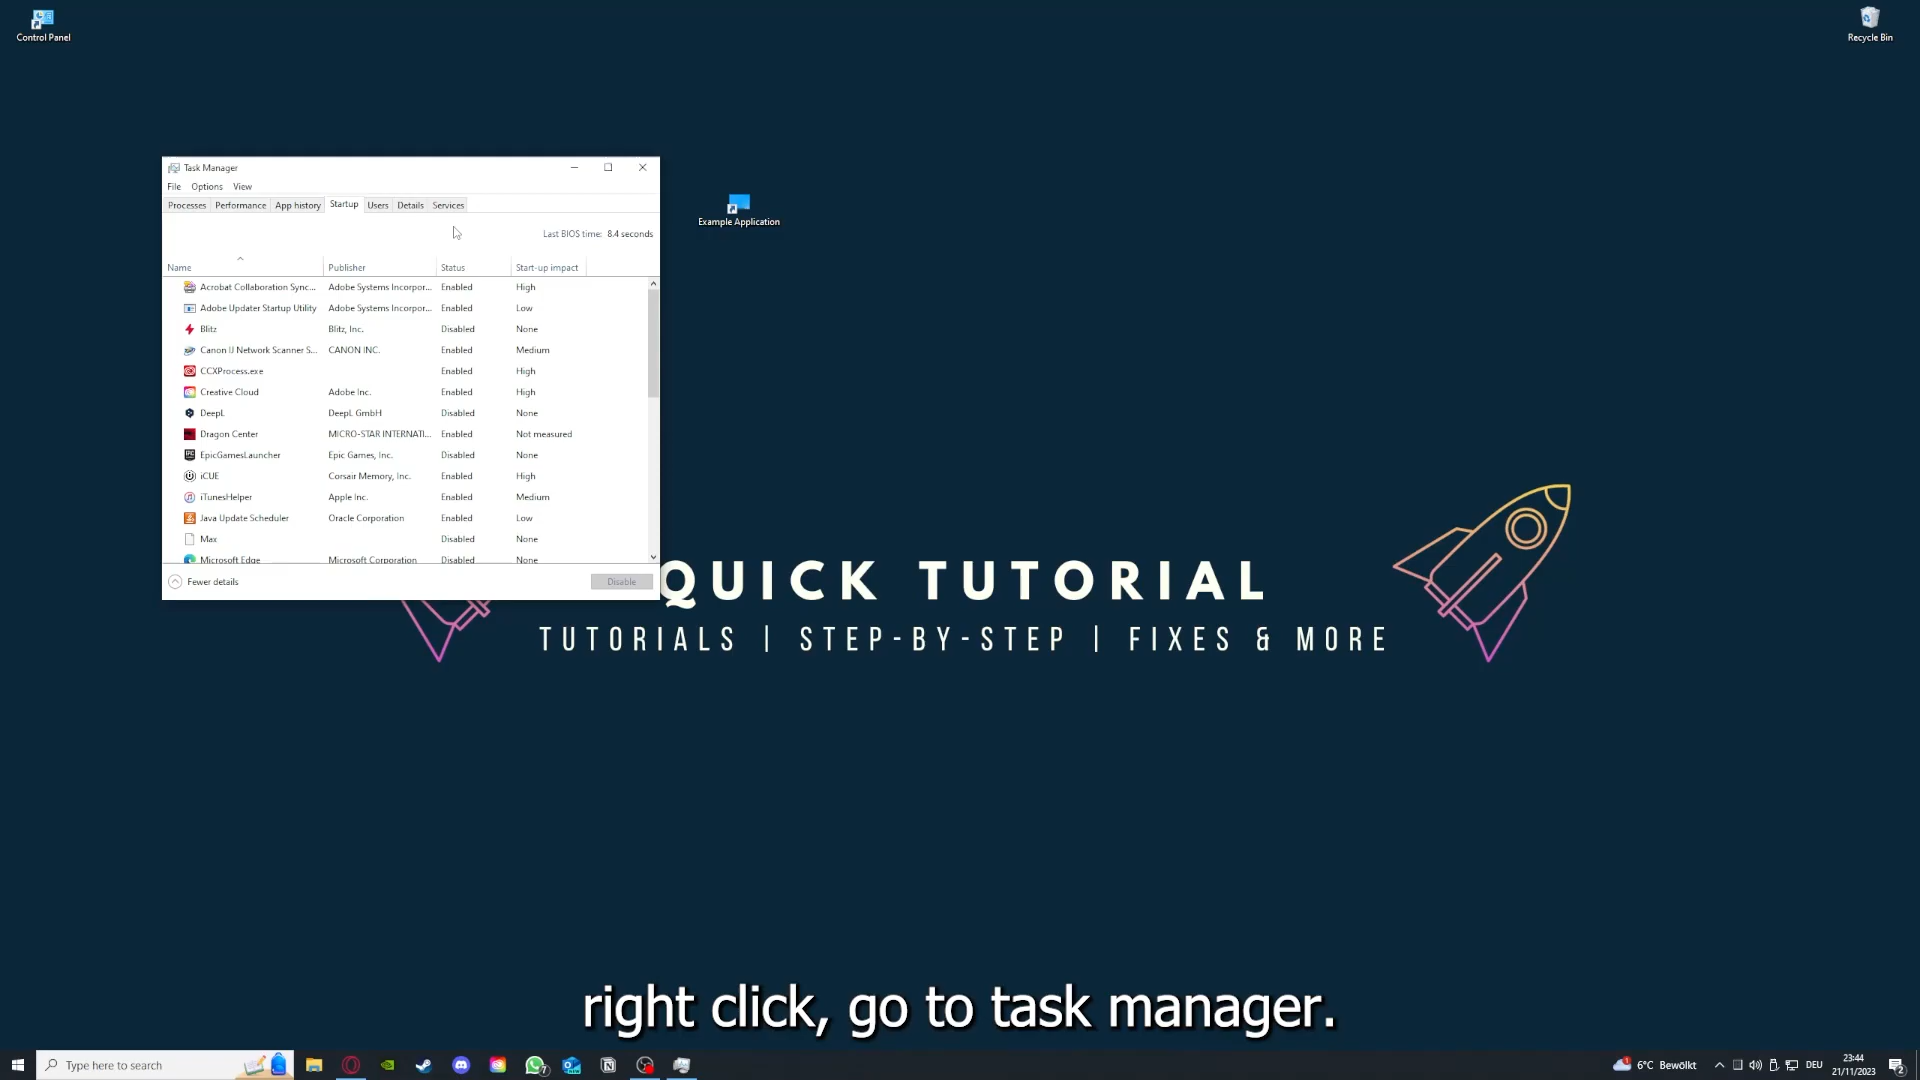 Control Panel
Recycle Bin
Task Manager
File Options View
Processes Performance App history Startup Users Details Services
Example Application
Last BIOS time: 8.4 seconds
Name Publisher Status Start-up impact
Acrobat Collaboration Sync... Adobe Systems Incorpor... Enabled High
Adobe Updater Startup Utility Adobe Systems Incorpor... Enabled Low
Blitz Blitz, Inc. Disabled None
Canon IJ Network Scanner S... CANON INC. Enabled Medium
CCXProcess.exe Enabled High
Creative Cloud Adobe Inc. Enabled High
DeepL DeepL GmbH Disabled None
Dragon Center MICRO-STAR INTERNATI... Enabled Not measured
EpicGamesLauncher Epic Games, Inc. Disabled None
iCUE Corsair Memory, Inc. Enabled High
iTunesHelper Apple Inc. Enabled Medium
Java Update Scheduler Oracle Corporation Enabled Low
Max Disabled None
Microsoft Edge Microsoft Corporation Disabled None
Fewer details Disable
QUICK TUTORIAL
TUTORIALS | STEP-BY-STEP | FIXES & MORE
right click, go to task manager.
Type here to search
6°C Bewölkt DEU
23:44
21/11/2023